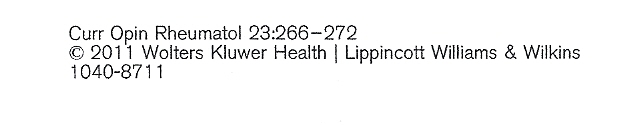 Curr Opin Rheumatol 23:266–272
© 2011 Wolters Kluwer Health | Lippincott Williams & Wilkins
1040-8711